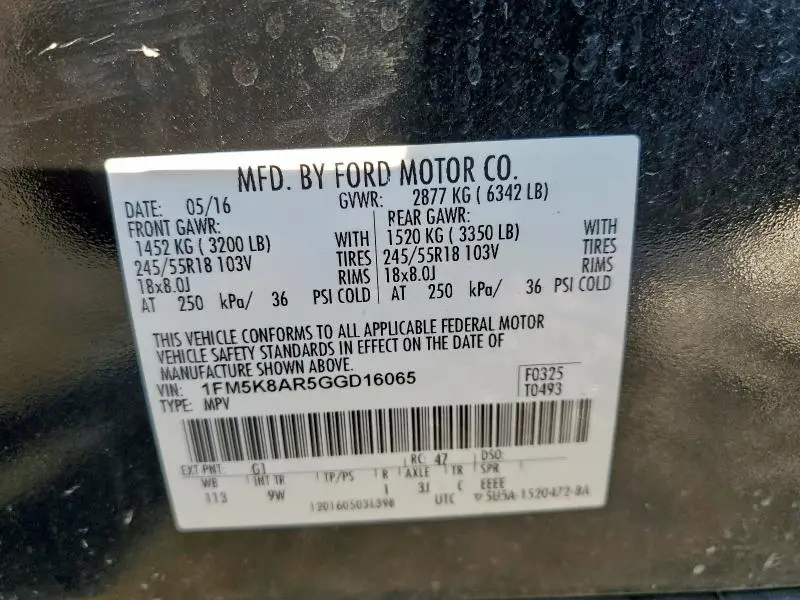 MFD. BY FORD MOTOR CO.
DATE: 05/16 GVWR: 2877 KG ( 6342 LB)
FRONT GAWR: REAR GAWR:
1452 KG ( 3200 LB) WITH 1520 KG ( 3350 LB) WITH
245/55R18 103V TIRES 245/55R18 103V TIRES
18x8.0J RIMS 18x8.0J RIMS
AT 250 kPa/ 36 PSI COLD AT 250 kPa/ 36 PSI COLD
THIS VEHICLE CONFORMS TO ALL APPLICABLE FEDERAL MOTOR
VEHICLE SAFETY STANDARDS IN EFFECT ON THE DATE OF
MANUFACTURE SHOWN ABOVE.
VIN: 1FM5K8AR5GGD16065 F0325
TYPE: MPV T0493
EXT PNT: G1 RC: 47 DSO:
WB INT TR TP/PS R AXLE TR SPR
113 9W I 31 C EEEE
UTC